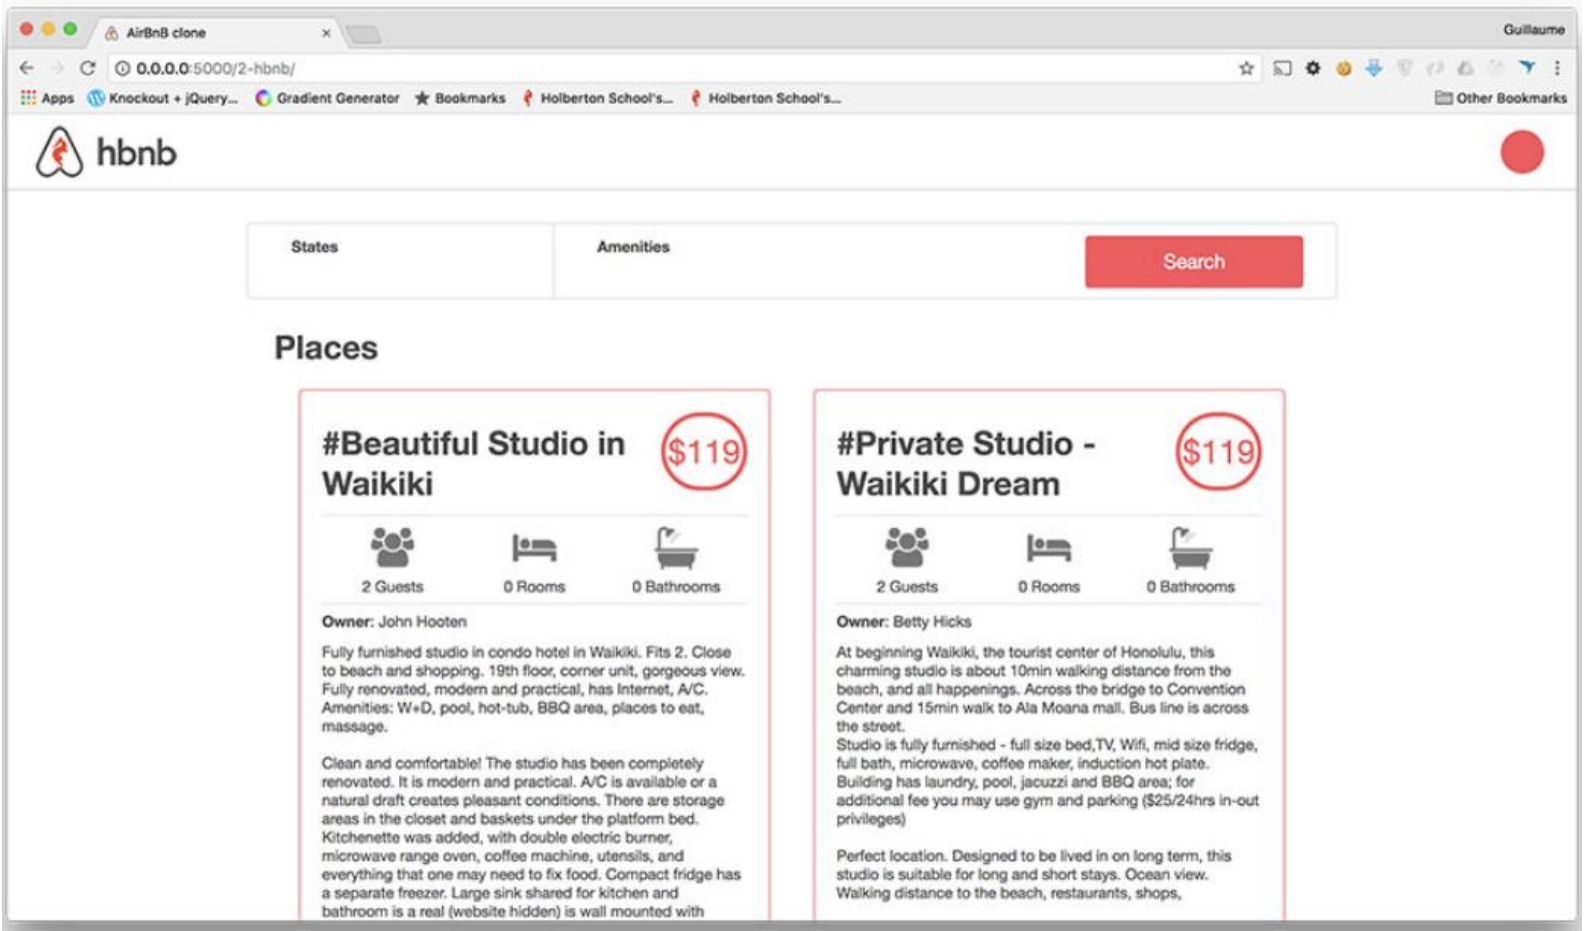 AirBnB clone
Guillaume
0.0.0.0:5000/2-hbnb/
Apps Knockout + jQuery... Gradient Generator Bookmarks Holberton School's... Holberton School's... Other Bookmarks
hbnb
States Amenities Search
Places
#Beautiful Studio in
Waikiki
$119
2 Guests 0 Rooms 0 Bathrooms
Owner: John Hooten
Fully furnished studio in condo hotel in Waikiki. Fits 2. Close
to beach and shopping. 19th floor, corner unit, gorgeous view.
Fully renovated, modern and practical, has Internet, A/C.
Amenities: W+D, pool, hot-tub, BBQ area, places to eat,
massage.
Clean and comfortable! The studio has been completely
renovated. It is modern and practical. A/C is available or a
natural draft creates pleasant conditions. There are storage
areas in the closet and baskets under the platform bed.
Kitchenette was added, with double electric burner,
microwave range oven, coffee machine, utensils, and
everything that one may need to fix food. Compact fridge has
a separate freezer. Large sink shared for kitchen and
bathroom is a real (website hidden) is wall mounted with
#Private Studio -
Waikiki Dream
$119
2 Guests 0 Rooms 0 Bathrooms
Owner: Betty Hicks
At beginning Waikiki, the tourist center of Honolulu, this
charming studio is about 10min walking distance from the
beach, and all happenings. Across the bridge to Convention
Center and 15min walk to Ala Moana mall. Bus line is across
the street.
Studio is fully furnished - full size bed,TV, Wifi, mid size fridge,
full bath, microwave, coffee maker, induction hot plate.
Building has laundry, pool, jacuzzi and BBQ area; for
additional fee you may use gym and parking ($25/24hrs in-out
privileges)
Perfect location. Designed to be lived in on long term, this
studio is suitable for long and short stays. Ocean view.
Walking distance to the beach, restaurants, shops,